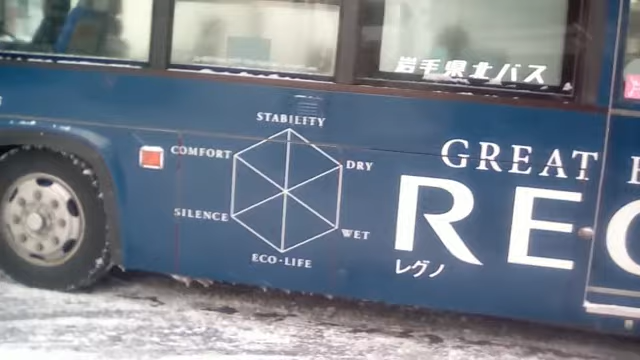 岩手県北バス
STABILITY
COMFORT
DRY
SILENCE
WET
ECO-LIFE
GREAT
REG
レグノ